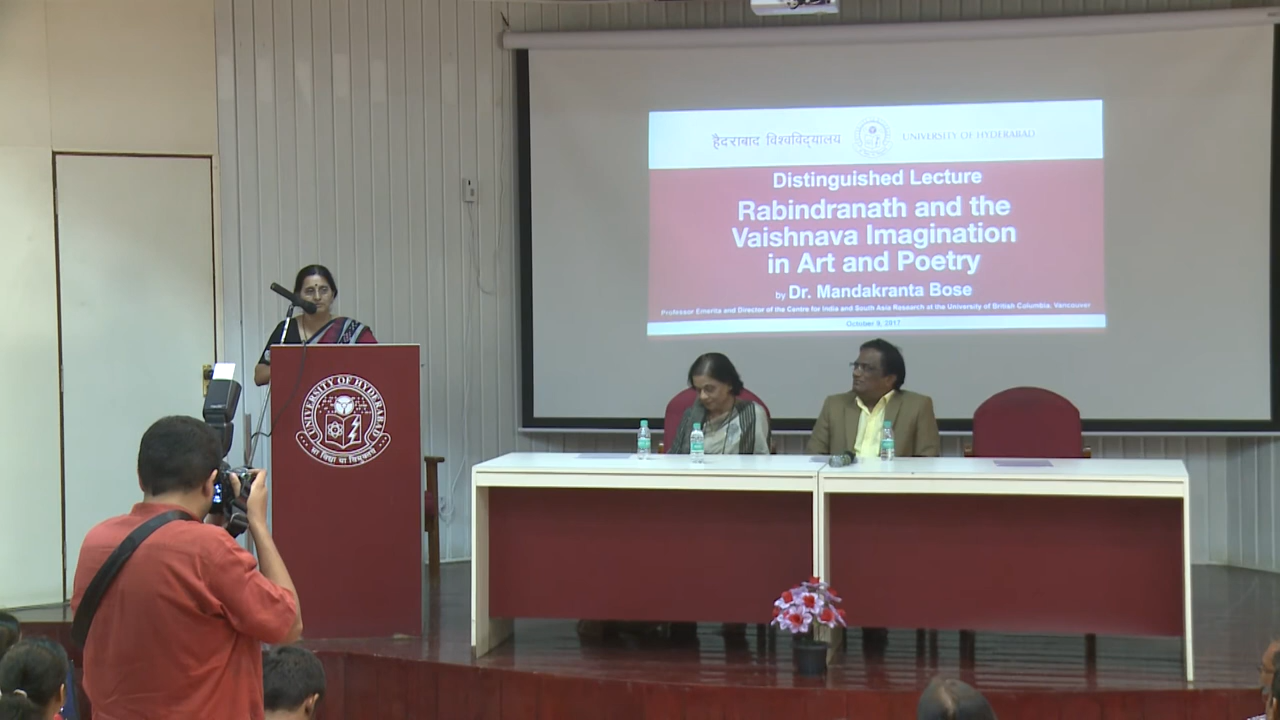 हैदराबाद विश्वविद्यालय UNIVERSITY OF HYDERABAD
Distinguished Lecture
Rabindranath and the
Vaishnava Imagination
in Art and Poetry
by Dr. Mandakranta Bose
Professor Emerita and Director of the Centre for India and South Asia Research at the University of British Columbia, Vancouver
October 9, 2017
UNIVERSITY OF HYDERABAD
सा विद्या या विमुक्तये